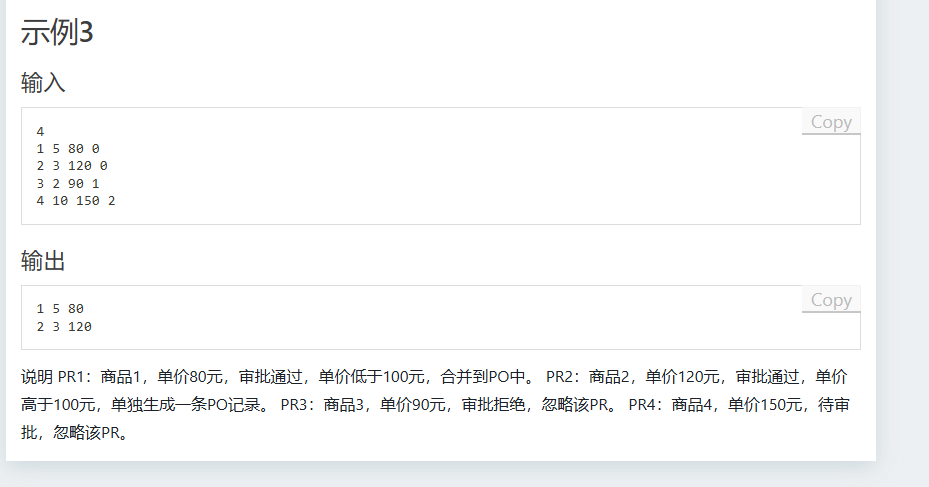 示例3
输入
Copy
4
1 5 80 0
2 3 120 0
3 2 90 1
4 10 150 2
输出
Copy
1 5 80
2 3 120
说明 PR1：商品1，单价80元，审批通过，单价低于100元，合并到PO中。 PR2：商品2，单价120元，审批通过，单价
高于100元，单独生成一条PO记录。 PR3：商品3，单价90元，审批拒绝，忽略该PR。 PR4：商品4，单价150元，待审
批，忽略该PR。